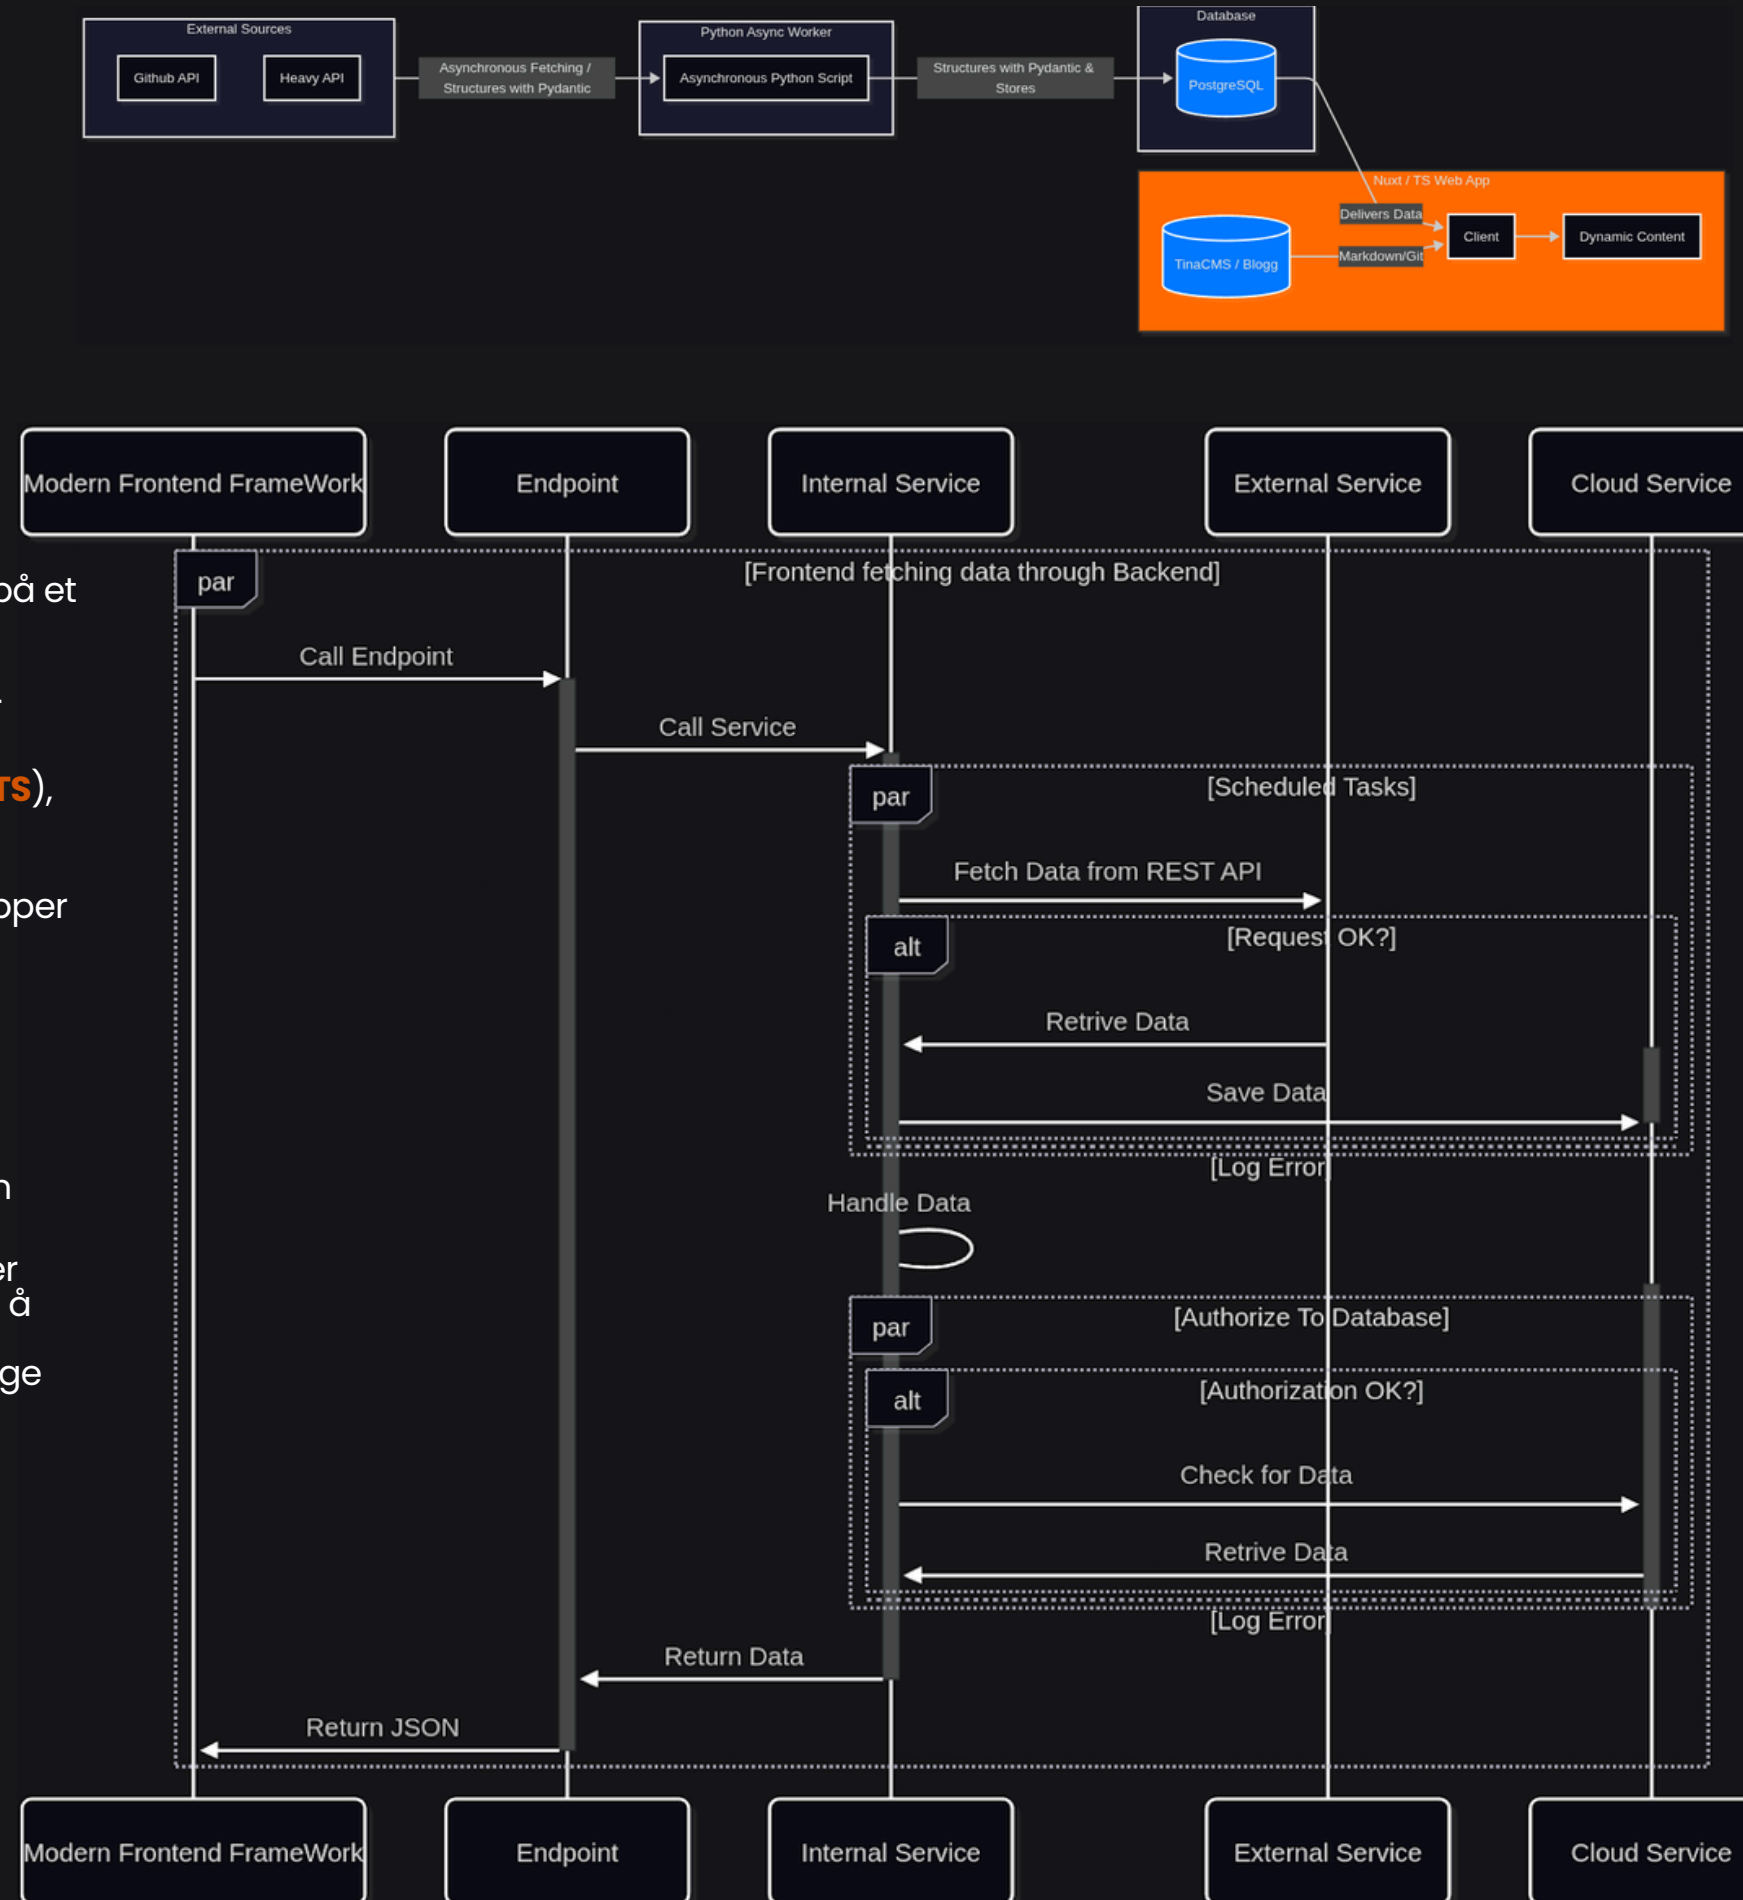 External Sources
Github API
Heavy API
Asynchronous Fetching /
Structures with Pydantic
Python Async Worker
Asynchronous Python Script
Structures with Pydantic &
Stores
Database
PostgreSQL
Nuxt / TS Web App
TinaCMS / Blogg
Delivers Data
Markdown/Git
Client
Dynamic Content
Modern Frontend FrameWork
Endpoint
Internal Service
External Service
Cloud Service
par
[Frontend fetching data through Backend]
på et
Call Endpoint
Call Service
TS),
par
[Scheduled Tasks]
Fetch Data from REST API
pper
alt
[Request OK?]
Retrive Data
Save Data
[Log Error]
n
Handle Data
er
å
par
[Authorize To Database]
ge
alt
[Authorization OK?]
Check for Data
Retrive Data
[Log Error]
Return Data
Return JSON
Modern Frontend FrameWork
Endpoint
Internal Service
External Service
Cloud Service